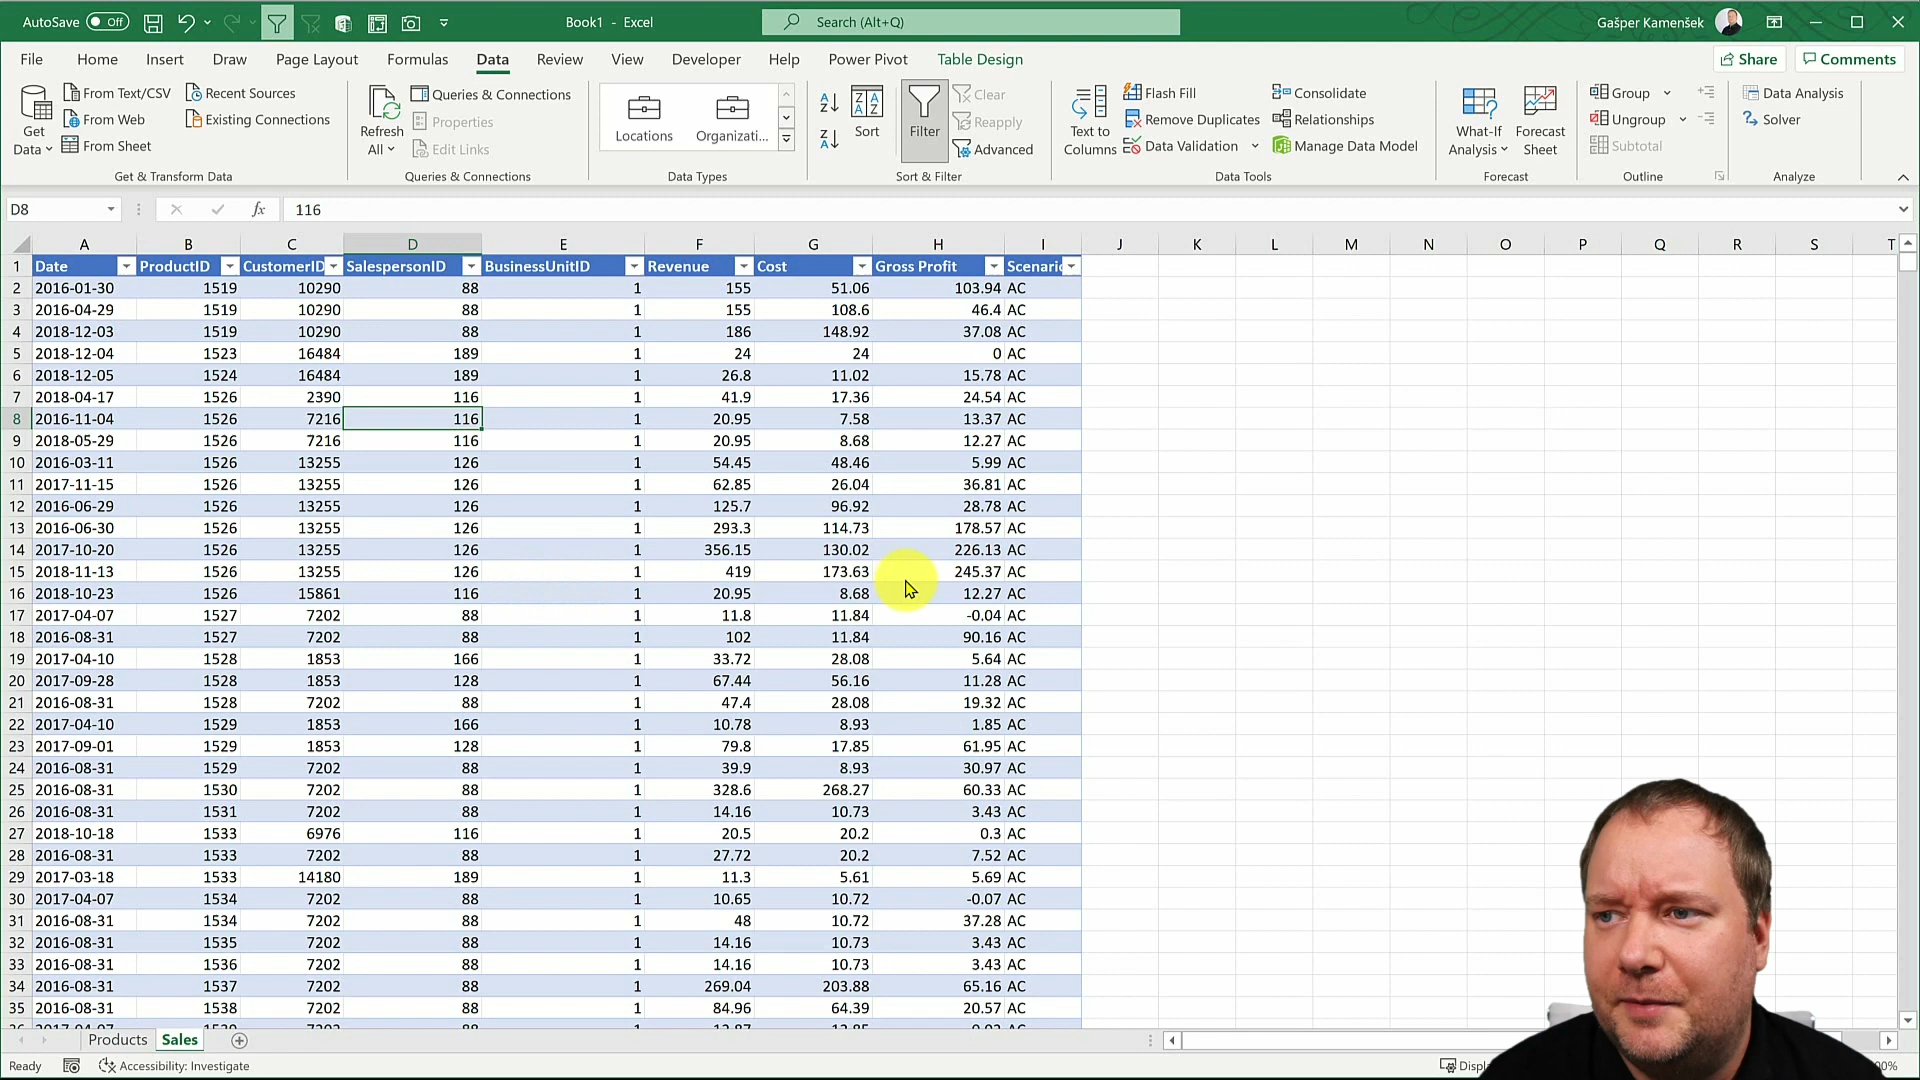 AutoSave Off Book1 - Excel Search (Alt+Q) Gašper Kamenšek
File Home Insert Draw Page Layout Formulas Data Review View Developer Help Power Pivot Table Design Share Comments
Get Data From Text/CSV From Web From Sheet Recent Sources Existing Connections
Get & Transform Data
Refresh All Queries & Connections Properties Edit Links
Queries & Connections
Locations Organizati...
Data Types
Sort Filter Clear Reapply Advanced
Sort & Filter
Text to Columns Flash Fill Remove Duplicates Data Validation Consolidate Relationships Manage Data Model
Data Tools
What-If Analysis Forecast Sheet
Forecast
Group Ungroup Subtotal
Outline
Data Analysis Solver
Analyze
D8 fx 116
A B C D E F G H I J K L M N O P Q R S T
1 Date ProductID CustomerID SalespersonID BusinessUnitID Revenue Cost Gross Profit Scenaric
2 2016-01-30 1519 10290 88 1 155 51.06 103.94 AC
3 2016-04-29 1519 10290 88 1 155 108.6 46.4 AC
4 2018-12-03 1519 10290 88 1 186 148.92 37.08 AC
5 2018-12-04 1523 16484 189 1 24 24 0 AC
6 2018-12-05 1524 16484 189 1 26.8 11.02 15.78 AC
7 2018-04-17 1526 2390 116 1 41.9 17.36 24.54 AC
8 2016-11-04 1526 7216 116 1 20.95 7.58 13.37 AC
9 2018-05-29 1526 7216 116 1 20.95 8.68 12.27 AC
10 2016-03-11 1526 13255 126 1 54.45 48.46 5.99 AC
11 2017-11-15 1526 13255 126 1 62.85 26.04 36.81 AC
12 2016-06-29 1526 13255 126 1 125.7 96.92 28.78 AC
13 2016-06-30 1526 13255 126 1 293.3 114.73 178.57 AC
14 2017-10-20 1526 13255 126 1 356.15 130.02 226.13 AC
15 2018-11-13 1526 13255 126 1 419 173.63 245.37 AC
16 2018-10-23 1526 15861 116 1 20.95 8.68 12.27 AC
17 2017-04-07 1527 7202 88 1 11.8 11.84 -0.04 AC
18 2016-08-31 1527 7202 88 1 102 11.84 90.16 AC
19 2017-04-10 1528 1853 166 1 33.72 28.08 5.64 AC
20 2017-09-28 1528 1853 128 1 67.44 56.16 11.28 AC
21 2016-08-31 1528 7202 88 1 47.4 28.08 19.32 AC
22 2017-04-10 1529 1853 166 1 10.78 8.93 1.85 AC
23 2017-09-01 1529 1853 128 1 79.8 17.85 61.95 AC
24 2016-08-31 1529 7202 88 1 39.9 8.93 30.97 AC
25 2016-08-31 1530 7202 88 1 328.6 268.27 60.33 AC
26 2016-08-31 1531 7202 88 1 14.16 10.73 3.43 AC
27 2018-10-18 1533 6976 116 1 20.5 20.2 0.3 AC
28 2016-08-31 1533 7202 88 1 27.72 20.2 7.52 AC
29 2017-03-18 1533 14180 189 1 11.3 5.61 5.69 AC
30 2017-04-07 1534 7202 88 1 10.65 10.72 -0.07 AC
31 2016-08-31 1534 7202 88 1 48 10.72 37.28 AC
32 2016-08-31 1535 7202 88 1 14.16 10.73 3.43 AC
33 2016-08-31 1536 7202 88 1 14.16 10.73 3.43 AC
34 2016-08-31 1537 7202 88 1 269.04 203.88 65.16 AC
35 2016-08-31 1538 7202 88 1 84.96 64.39 20.57 AC
Products Sales
Ready Accessibility: Investigate